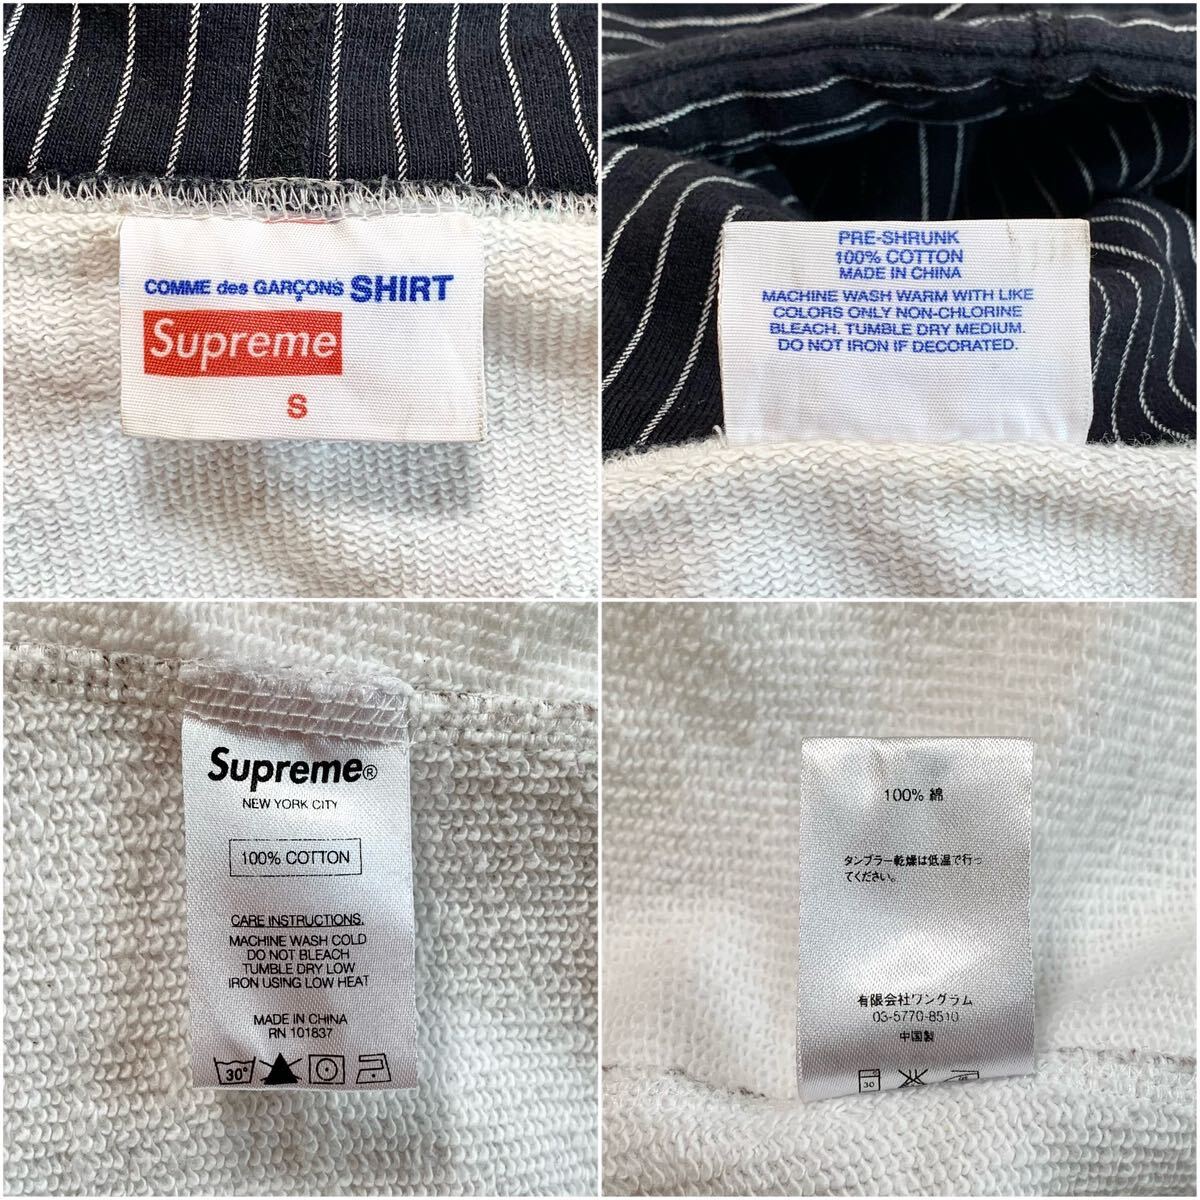 COMME des GARÇONS SHIRT
Supreme
S
PRE-SHRUNK
100% COTTON
MADE IN CHINA
MACHINE WASH WARM WITH LIKE
COLORS ONLY NON-CHLORINE
BLEACH. TUMBLE DRY MEDIUM.
DO NOT IRON IF DECORATED.
Supreme®
NEW YORK CITY
100% COTTON
CARE INSTRUCTIONS.
MACHINE WASH COLD
DO NOT BLEACH
TUMBLE DRY LOW
IRON USING LOW HEAT
MADE IN CHINA
RN 101837
30°
100% 綿
タンブラー乾燥は低温で行っ
てください。
有限会社ワングラム
03-5770-8510
中国製
30